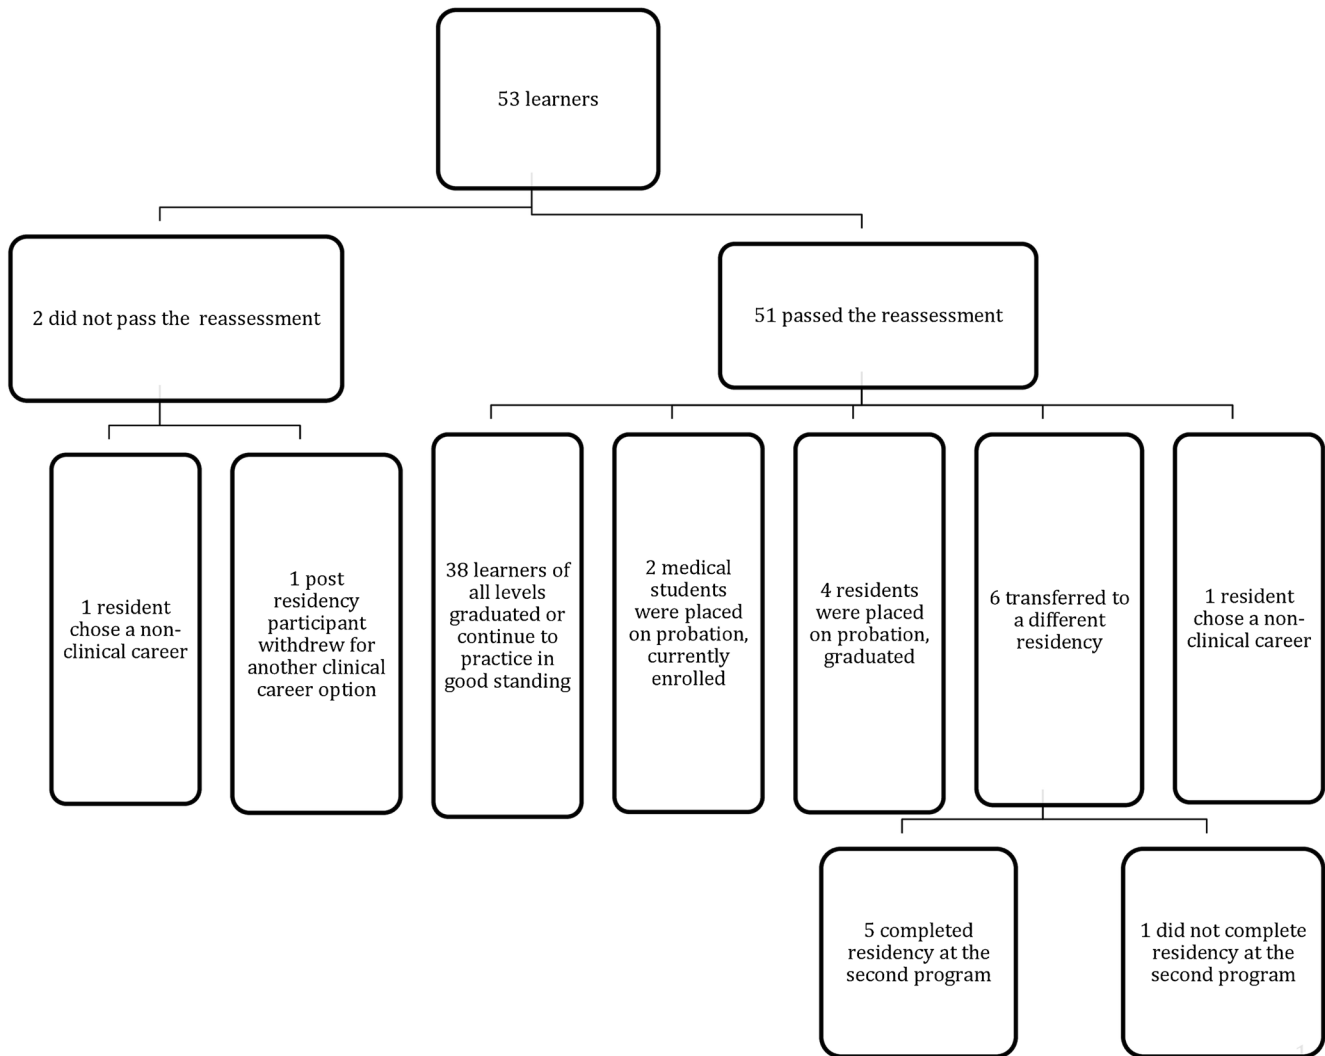 53 learners
2 did not pass the  reassessment
51 passed the reassessment
1 resident
chose a non-
clinical career
1 post
residency
participant
withdrew for
another clinical
career option
38 learners of
all levels
graduated or
continue to
practice in
good standing
2 medical
students
were placed
on probation,
currently
enrolled
4 residents
were placed
on probation,
graduated
6 transferred to
a different
residency
1 resident
chose a non-
clinical career
5 completed
residency at the
second program
1 did not complete
residency at the
second program
1